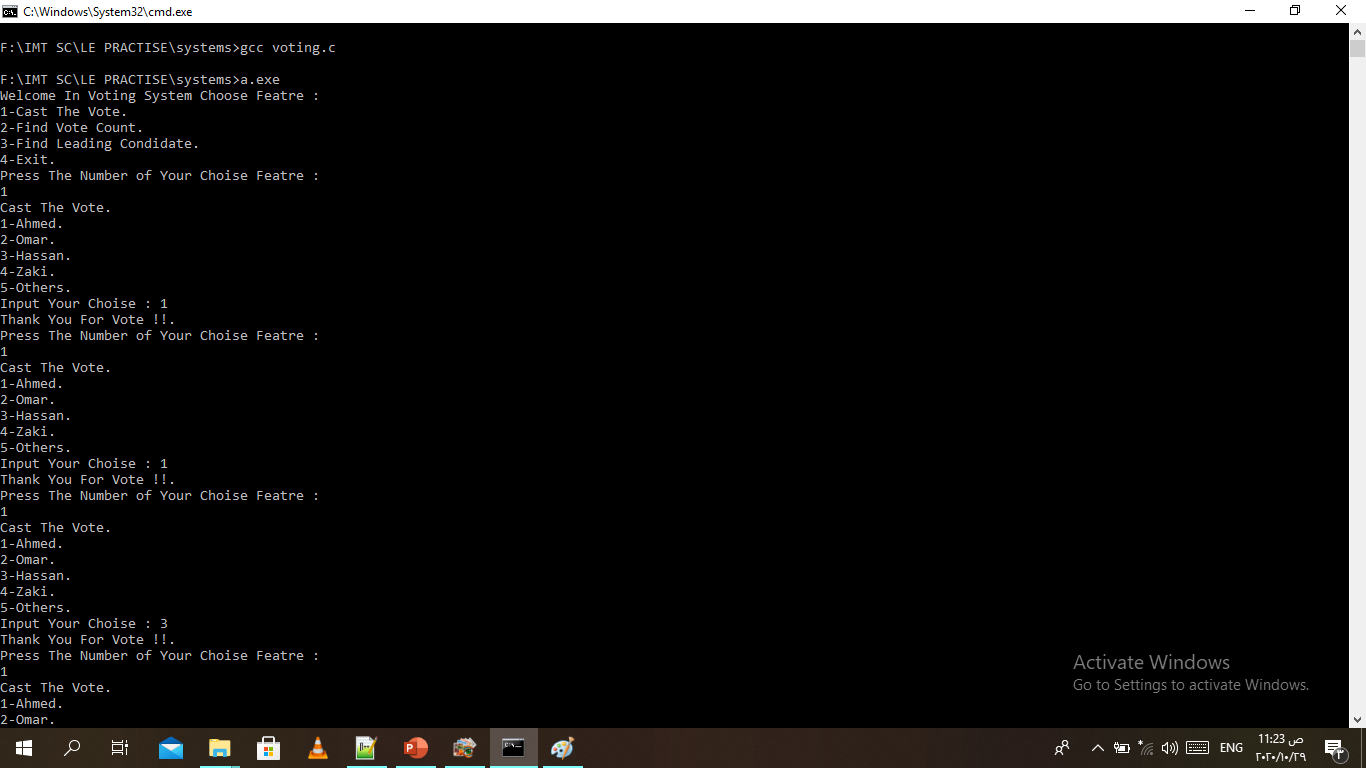 C:\Windows\System32\cmd.exe
F:\IMT SC\LE PRACTISE\systems>gcc voting.c
F:\IMT SC\LE PRACTISE\systems>a.exe
Welcome In Voting System Choose Featre :
1-Cast The Vote.
2-Find Vote Count.
3-Find Leading Condidate.
4-Exit.
Press The Number of Your Choise Featre :
1
Cast The Vote.
1-Ahmed.
2-Omar.
3-Hassan.
4-Zaki.
5-Others.
Input Your Choise : 1
Thank You For Vote !!.
Press The Number of Your Choise Featre :
1
Cast The Vote.
1-Ahmed.
2-Omar.
3-Hassan.
4-Zaki.
5-Others.
Input Your Choise : 1
Thank You For Vote !!.
Press The Number of Your Choise Featre :
1
Cast The Vote.
1-Ahmed.
2-Omar.
3-Hassan.
4-Zaki.
5-Others.
Input Your Choise : 3
Thank You For Vote !!.
Press The Number of Your Choise Featre :
1
Cast The Vote.
1-Ahmed.
2-Omar.
Activate Windows
Go to Settings to activate Windows.
ENG
11:23 ص
٢٠٢٠/١٠/٢٩
٣